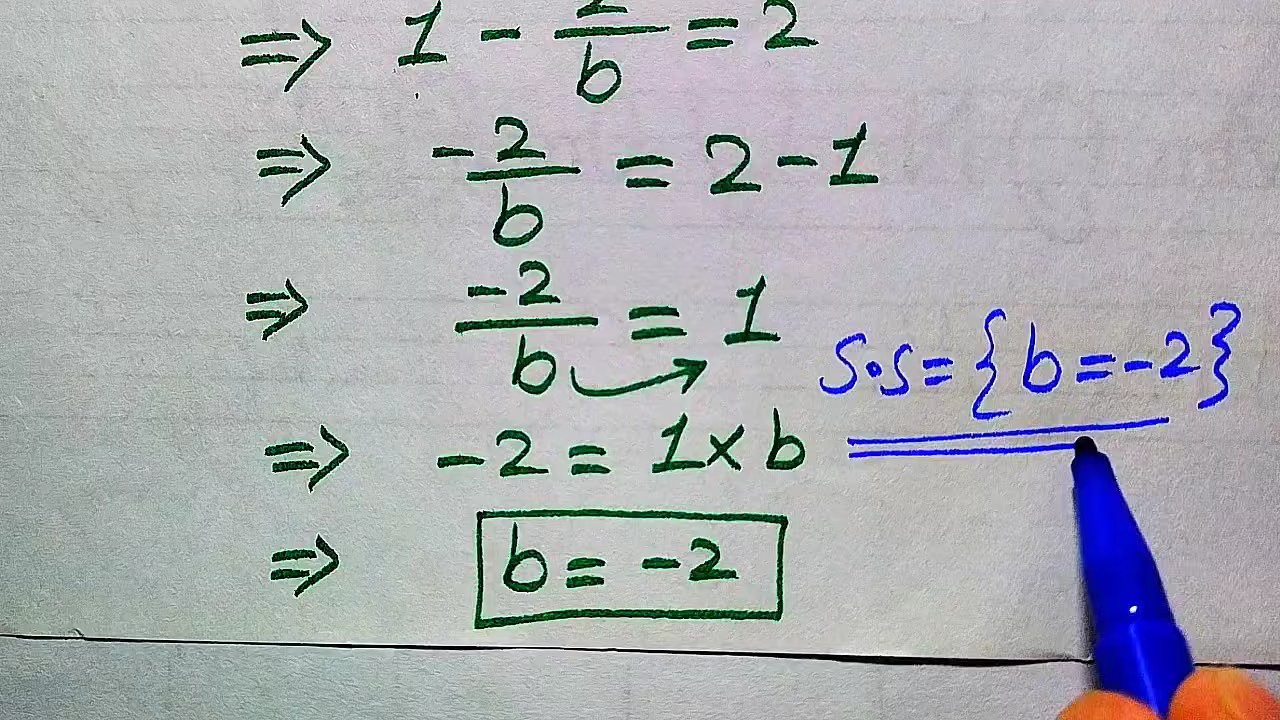 ⇒ 1 - 2/b = 2
⇒ -2/b = 2 - 1
⇒ -2/b = 1
S.S = {b = -2}
⇒ -2 = 1 × b
⇒ b = -2